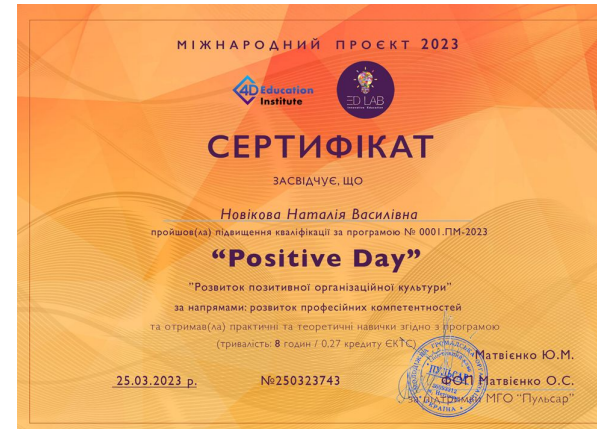 МІЖНАРОДНИЙ ПРОЄКТ 2023
4D Education
Institute
ED LAB
СЕРТИФІКАТ
ЗАСВІДЧУЄ, ЩО
Новікова Наталія Василівна
пройшов(ла) підвищення кваліфікації за програмою № 0001.ПМ-2023
“Positive Day”
"Розвиток позитивної організаційної культури"
за напрямами: розвиток професійних компетентностей
та отримав(ла) практичні та теоретичні навички згідно з програмою
(тривалість: 8 годин / 0,27 кредиту ЄКТС)
Матвієнко Ю.М.
25.03.2023 р. №250323743 ФОП Матвієнко О.С.
за підтримки МГО "Пульсар"
ПУЛЬСАР